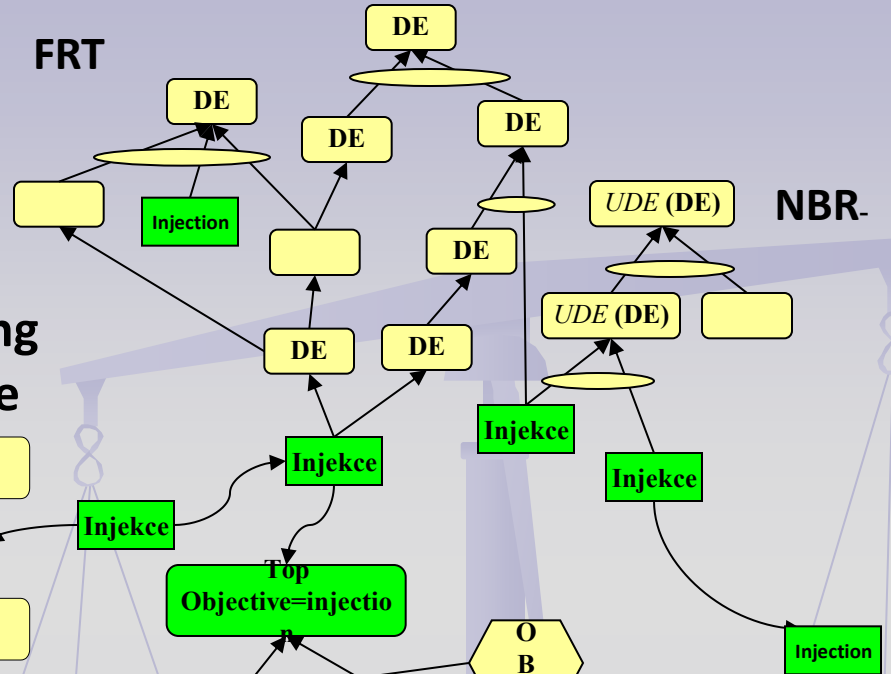 FRT
DE
DE
DE
DE
Injection
UDE (DE)
NBR-
DE
UDE (DE)
ng
e
DE
DE
Injekce
Injekce
Injekce
Injekce
Top
Objective=injectio
n
O
B
Injection